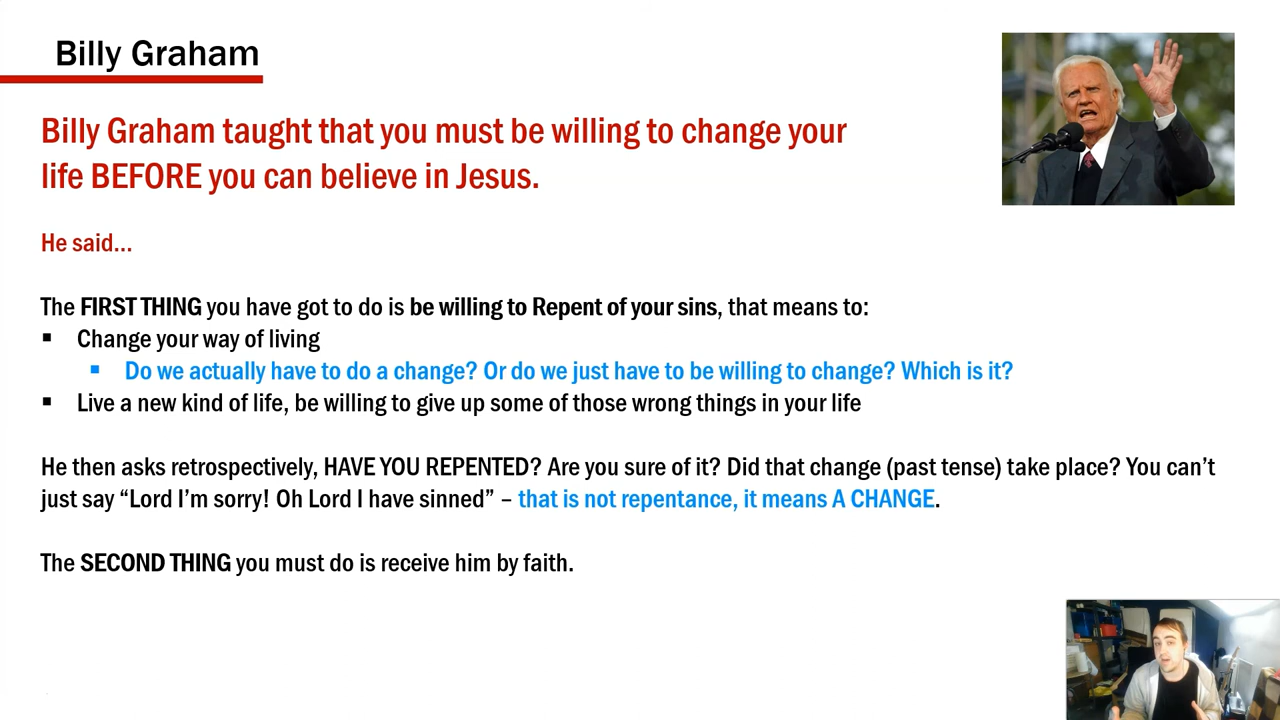 Billy Graham
Billy Graham taught that you must be willing to change your
life BEFORE you can believe in Jesus.
He said...
The FIRST THING you have got to do is be willing to Repent of your sins, that means to:
▪ Change your way of living
▪ Do we actually have to do a change? Or do we just have to be willing to change? Which is it?
▪ Live a new kind of life, be willing to give up some of those wrong things in your life
He then asks retrospectively, HAVE YOU REPENTED? Are you sure of it? Did that change (past tense) take place? You can’t
just say “Lord I’m sorry! Oh Lord I have sinned” – that is not repentance, it means A CHANGE.
The SECOND THING you must do is receive him by faith.